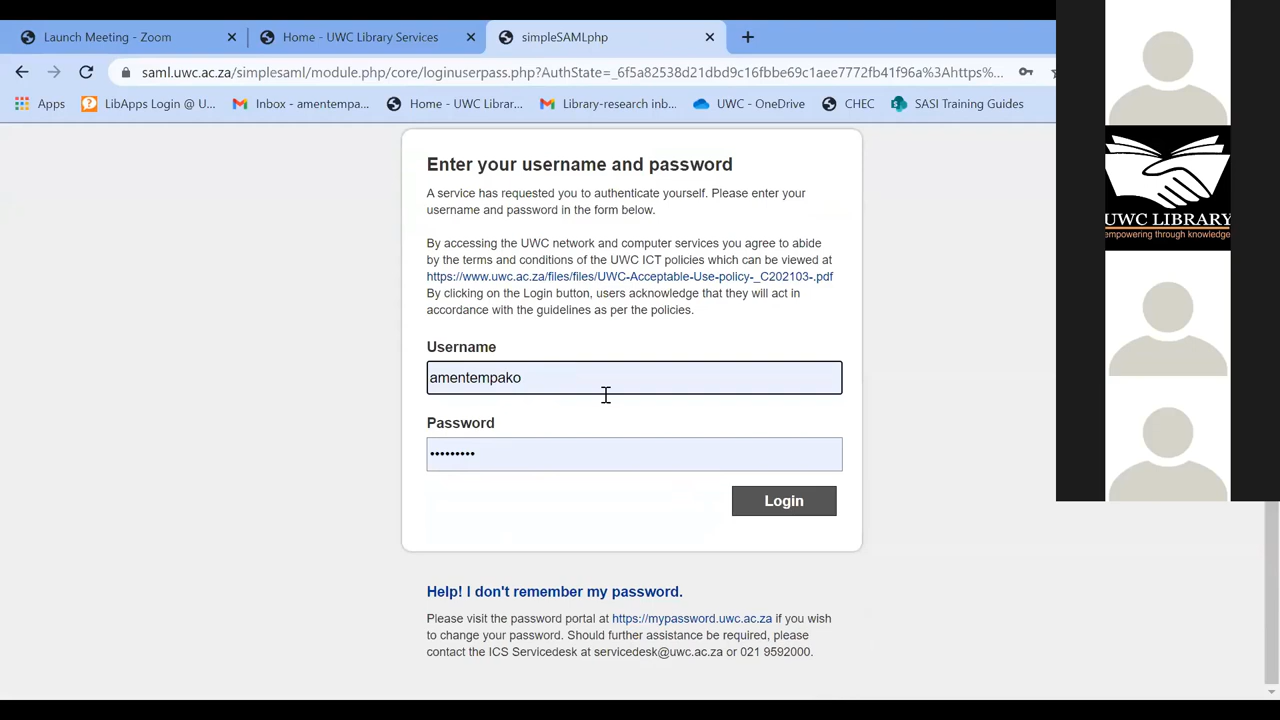 Launch Meeting - Zoom
Home - UWC Library Services
simpleSAMLphp
saml.uwc.ac.za/simplesaml/module.php/core/loginuserpass.php?AuthState=_6f5a82538d21dbd9c16fbbe69c1aee7772fb41f96a%3Ahttps%...
Apps
LibApps Login @ U...
Inbox - amentempa...
Home - UWC Librar...
Library-research inb...
UWC - OneDrive
CHEC
SASI Training Guides
Enter your username and password
A service has requested you to authenticate yourself. Please enter your
username and password in the form below.
By accessing the UWC network and computer services you agree to abide
by the terms and conditions of the UWC ICT policies which can be viewed at
https://www.uwc.ac.za/files/files/UWC-Acceptable-Use-policy-_C202103-.pdf
By clicking on the Login button, users acknowledge that they will act in
accordance with the guidelines as per the policies.
Username
amentempako
Password
•••••••••
Login
Help! I don't remember my password.
Please visit the password portal at https://mypassword.uwc.ac.za if you wish
to change your password. Should further assistance be required, please
contact the ICS Servicedesk at servicedesk@uwc.ac.za or 021 9592000.
UWC LIBRARY
empowering through knowledge